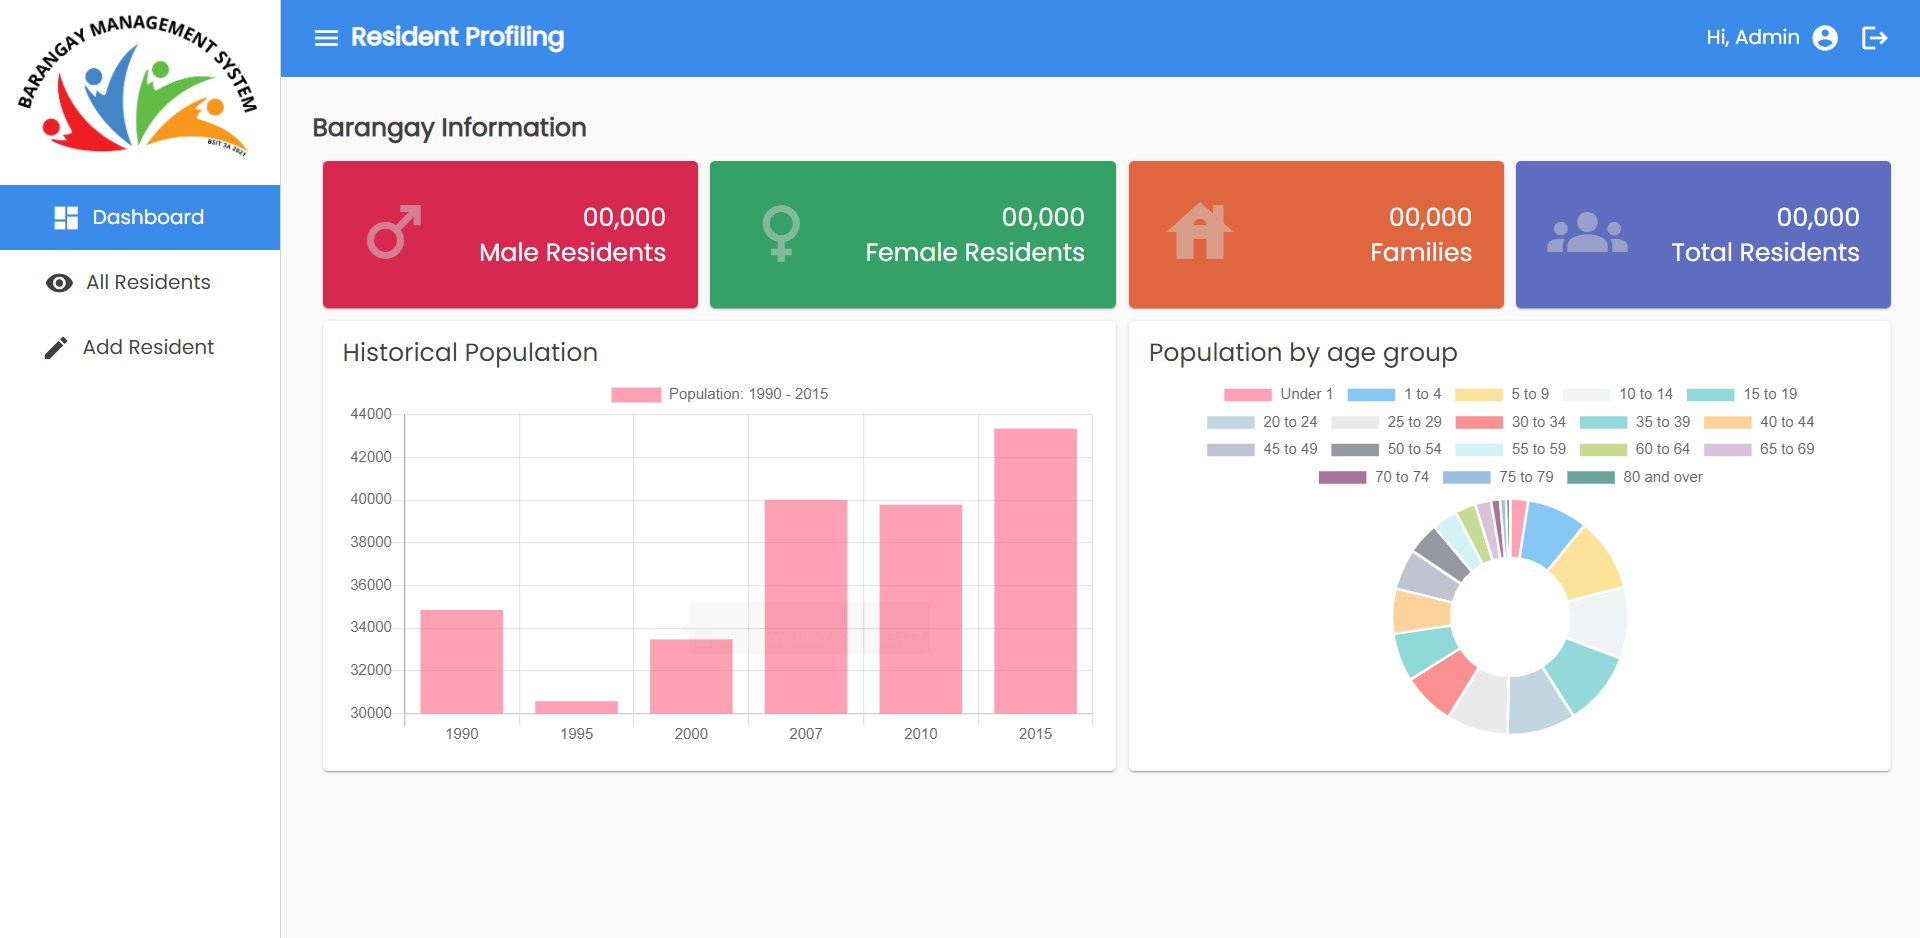 BARANGAY MANAGEMENT SYSTEM
BSIT 3A 2021
Resident Profiling
Hi, Admin
Dashboard
All Residents
Add Resident
Barangay Information
00,000
Male Residents
00,000
Female Residents
00,000
Families
00,000
Total Residents
Historical Population
Population: 1990 - 2015
44000
42000
40000
38000
36000
34000
32000
30000
1990 1995 2000 2007 2010 2015
Population by age group
Under 1 1 to 4 5 to 9 10 to 14 15 to 19
20 to 24 25 to 29 30 to 34 35 to 39 40 to 44
45 to 49 50 to 54 55 to 59 60 to 64 65 to 69
70 to 74 75 to 79 80 and over